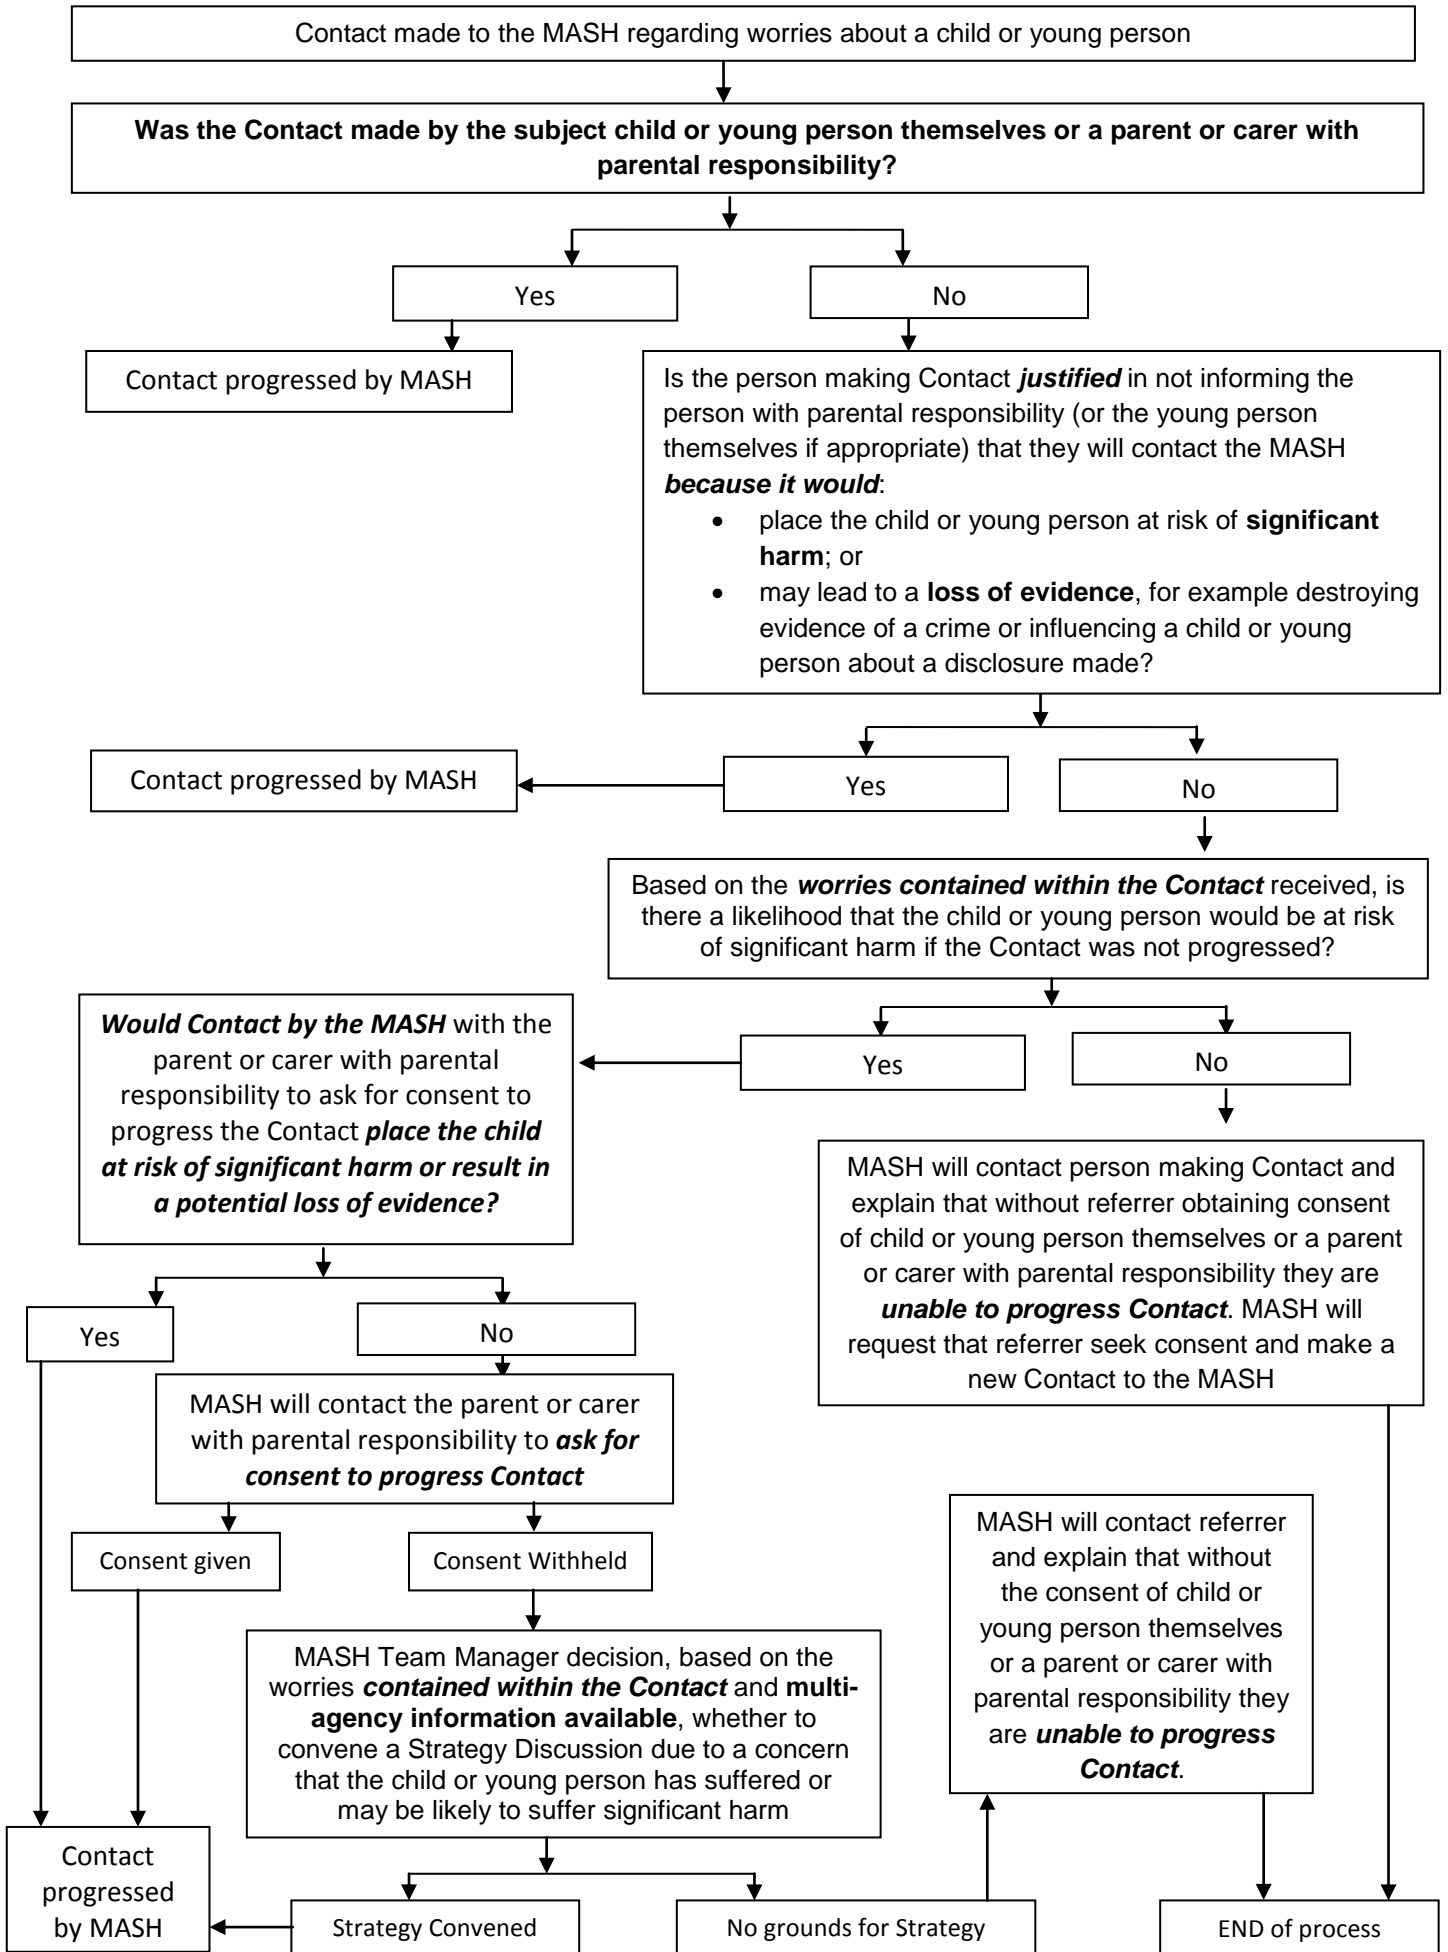 Contact made to the MASH regarding worries about a child or young person
Was the Contact made by the subject child or young person themselves or a parent or carer with
parental responsibility?
Yes
No
Contact progressed by MASH
Is the person making Contact justified in not informing the
person with parental responsibility (or the young person
themselves if appropriate) that they will contact the MASH
because it would:
• place the child or young person at risk of significant
harm; or
• may lead to a loss of evidence, for example destroying
evidence of a crime or influencing a child or young
person about a disclosure made?
Contact progressed by MASH
Yes
No
Based on the worries contained within the Contact received, is
there a likelihood that the child or young person would be at risk
of significant harm if the Contact was not progressed?
Yes
No
Would Contact by the MASH with the
parent or carer with parental
responsibility to ask for consent to
progress the Contact place the child
at risk of significant harm or result in
a potential loss of evidence?
MASH will contact person making Contact and
explain that without referrer obtaining consent
of child or young person themselves or a parent
or carer with parental responsibility they are
unable to progress Contact. MASH will
request that referrer seek consent and make a
new Contact to the MASH
Yes
No
MASH will contact the parent or carer
with parental responsibility to ask for
consent to progress Contact
Consent given
Consent Withheld
MASH Team Manager decision, based on the
worries contained within the Contact and multi-
agency information available, whether to
convene a Strategy Discussion due to a concern
that the child or young person has suffered or
may be likely to suffer significant harm
MASH will contact referrer
and explain that without
the consent of child or
young person themselves
or a parent or carer with
parental responsibility they
are unable to progress
Contact.
Contact
progressed
by MASH
Strategy Convened
No grounds for Strategy
END of process